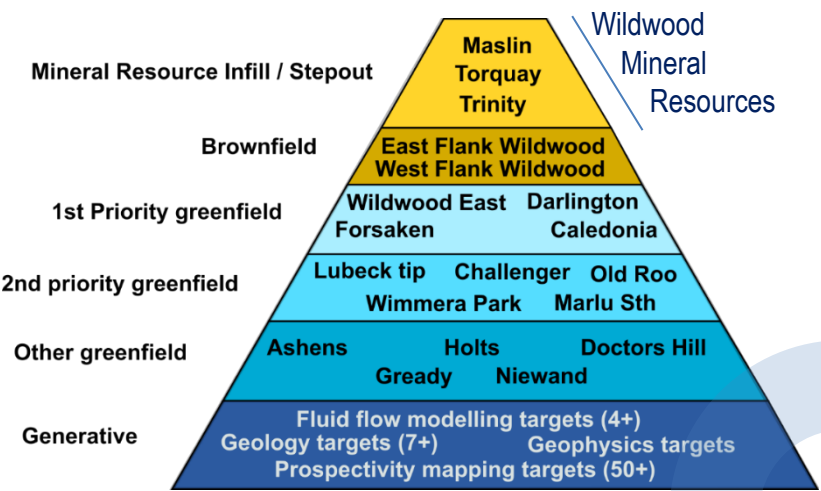 Wildwood
Mineral
Resources
Mineral Resource Infill / Stepout
Maslin
Torquay
Trinity
Brownfield
East Flank Wildwood
West Flank Wildwood
1st Priority greenfield
Wildwood East Darlington
Forsaken Caledonia
2nd priority greenfield
Lubeck tip Challenger Old Roo
Wimmera Park Marlu Sth
Other greenfield
Ashens Holts Doctors Hill
Gready Niewand
Generative
Fluid flow modelling targets (4+)
Geology targets (7+) Geophysics targets
Prospectivity mapping targets (50+)